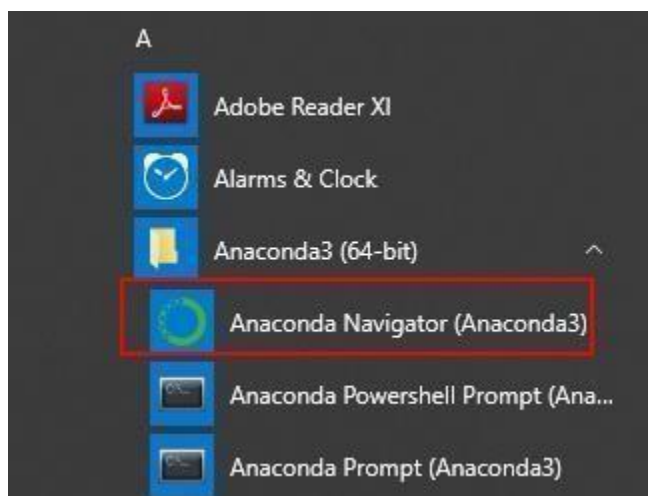 A
Adobe Reader XI
Alarms & Clock
Anaconda3 (64-bit)
Anaconda Navigator (Anaconda3)
Anaconda Powershell Prompt (Ana...
Anaconda Prompt (Anaconda3)